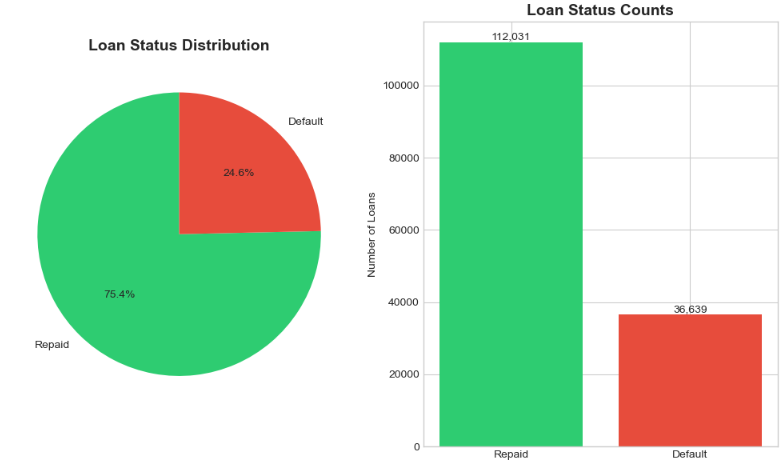 Loan Status Distribution
Default
24.6%
75.4%
Repaid
Loan Status Counts
112,031
36,639
Number of Loans
100000
80000
60000
40000
20000
0
Repaid
Default